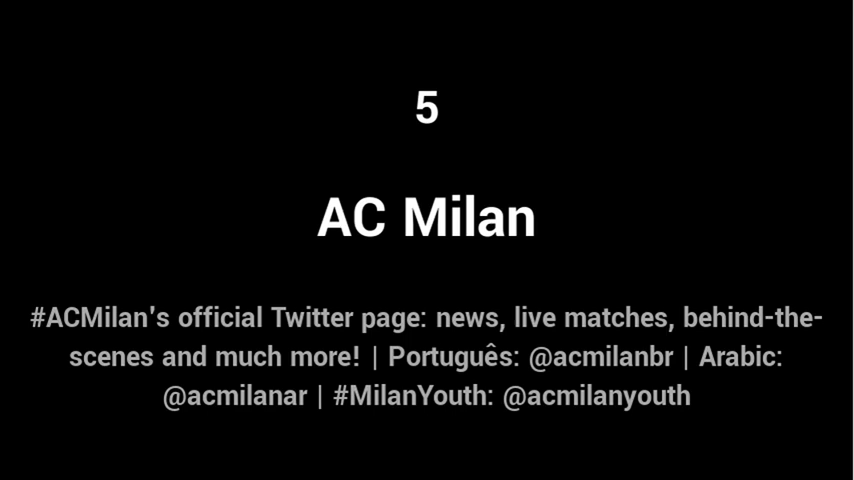 5
AC Milan
#ACMilan's official Twitter page: news, live matches, behind-the-
scenes and much more! | Português: @acmilanbr | Arabic:
@acmilanar | #MilanYouth: @acmilanyouth